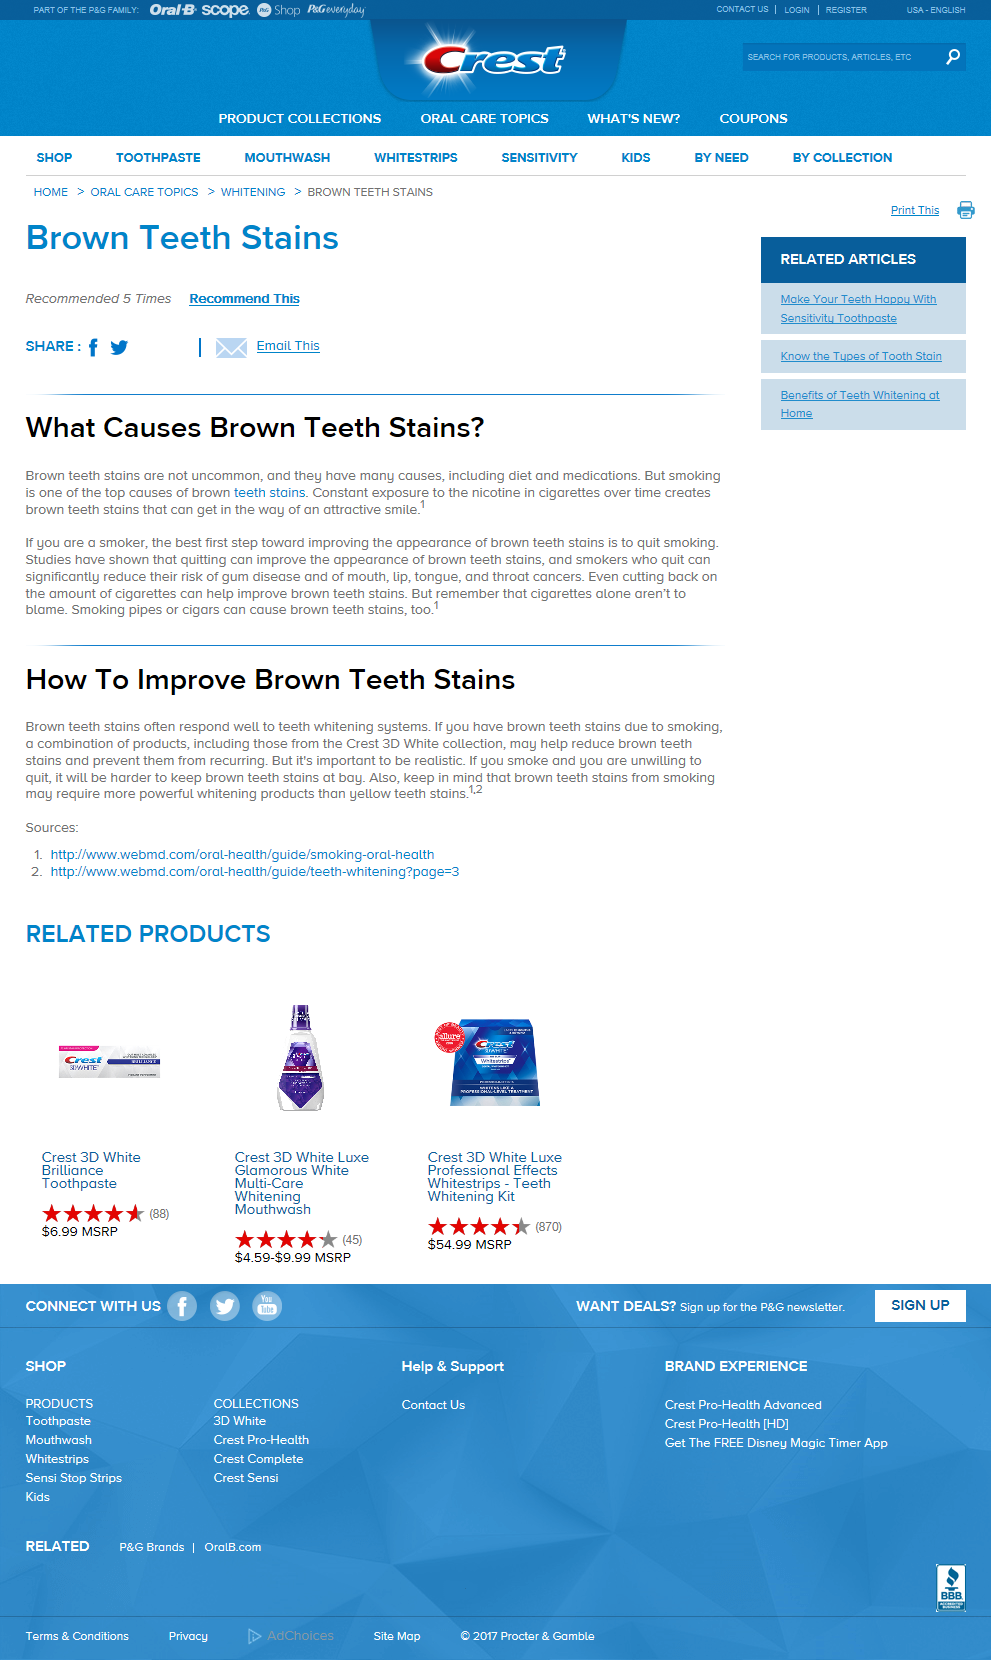 PART OF THE P&G FAMILY: Oral-B scope. P&G Shop P&G everyday
CONTACT US | LOGIN | REGISTER USA - ENGLISH
Crest
SEARCH FOR PRODUCTS, ARTICLES, ETC
PRODUCT COLLECTIONS ORAL CARE TOPICS WHAT'S NEW? COUPONS
SHOP TOOTHPASTE MOUTHWASH WHITESTRIPS SENSITIVITY KIDS BY NEED BY COLLECTION
HOME > ORAL CARE TOPICS > WHITENING > BROWN TEETH STAINS
Print This
Brown Teeth Stains
Recommended 5 Times Recommend This
SHARE : | Email This
RELATED ARTICLES
Make Your Teeth Happy With
Sensitivity Toothpaste
Know the Types of Tooth Stain
Benefits of Teeth Whitening at
Home
What Causes Brown Teeth Stains?
Brown teeth stains are not uncommon, and they have many causes, including diet and medications. But smoking
is one of the top causes of brown teeth stains. Constant exposure to the nicotine in cigarettes over time creates
brown teeth stains that can get in the way of an attractive smile.1
If you are a smoker, the best first step toward improving the appearance of brown teeth stains is to quit smoking.
Studies have shown that quitting can improve the appearance of brown teeth stains, and smokers who quit can
significantly reduce their risk of gum disease and of mouth, lip, tongue, and throat cancers. Even cutting back on
the amount of cigarettes can help improve brown teeth stains. But remember that cigarettes alone aren't to
blame. Smoking pipes or cigars can cause brown teeth stains, too.1
How To Improve Brown Teeth Stains
Brown teeth stains often respond well to teeth whitening systems. If you have brown teeth stains due to smoking,
a combination of products, including those from the Crest 3D White collection, may help reduce brown teeth
stains and prevent them from recurring. But it's important to be realistic. If you smoke and you are unwilling to
quit, it will be harder to keep brown teeth stains at bay. Also, keep in mind that brown teeth stains from smoking
may require more powerful whitening products than yellow teeth stains.1,2
Sources:
1. http://www.webmd.com/oral-health/guide/smoking-oral-health
2. http://www.webmd.com/oral-health/guide/teeth-whitening?page=3
RELATED PRODUCTS
Crest
3D WHITE
BRILLIANCE
allure
Crest
3D WHITE
Whitestrips
Crest 3D White
Brilliance
Toothpaste
(88)
$6.99 MSRP
Crest 3D White Luxe
Glamorous White
Multi-Care
Whitening
Mouthwash
(45)
$4.59-$9.99 MSRP
Crest 3D White Luxe
Professional Effects
Whitestrips - Teeth
Whitening Kit
(870)
$54.99 MSRP
CONNECT WITH US
You
Tube
WANT DEALS? Sign up for the P&G newsletter. SIGN UP
SHOP
PRODUCTS
Toothpaste
Mouthwash
Whitestrips
Sensi Stop Strips
Kids
COLLECTIONS
3D White
Crest Pro-Health
Crest Complete
Crest Sensi
Help & Support
Contact Us
BRAND EXPERIENCE
Crest Pro-Health Advanced
Crest Pro-Health [HD]
Get The FREE Disney Magic Timer App
RELATED P&G Brands | OralB.com
BBB
ACCREDITED
BUSINESS
Terms & Conditions Privacy AdChoices Site Map © 2017 Procter & Gamble